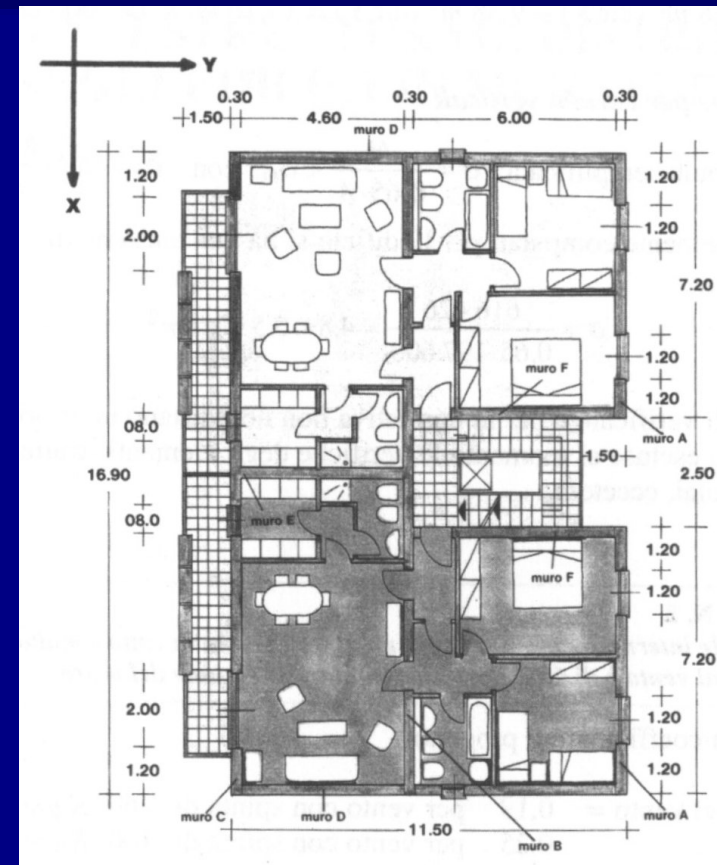 Y
X
0.30 0.30 0.30
1.50 4.60 6.00
muro D
1.20 1.20
2.00 1.20
7.20
1.20
muro F
1.20
muro A
08.0 1.50 2.50
16.90
08.0
muro E
1.20
muro F
1.20
7.20
2.00 1.20
1.20 1.20
muro C muro D muro A
11.50
muro B